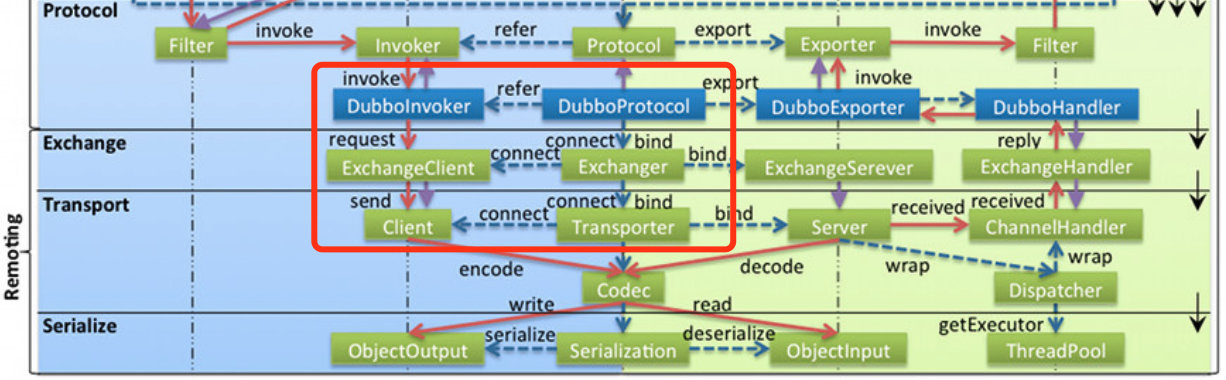 Protocol
Filter
invoke
Invoker
refer
Protocol
export
Exporter
invoke
Filter
invoke
DubboInvoker
refer
DubboProtocol
export
DubboExporter
invoke
DubboHandler
Exchange
request
ExchangeClient
connect
connect
Exchanger
bind
bind
ExchangeSerever
reply
ExchangeHandler
Transport
send
Client
connect
connect
Transporter
bind
bind
Server
received
received
ChannelHandler
Remoting
encode
decode
wrap
wrap
Codec
Dispatcher
write
read
Serialize
serialize
deserialize
getExecutor
ObjectOutput
Serialization
ObjectInput
ThreadPool